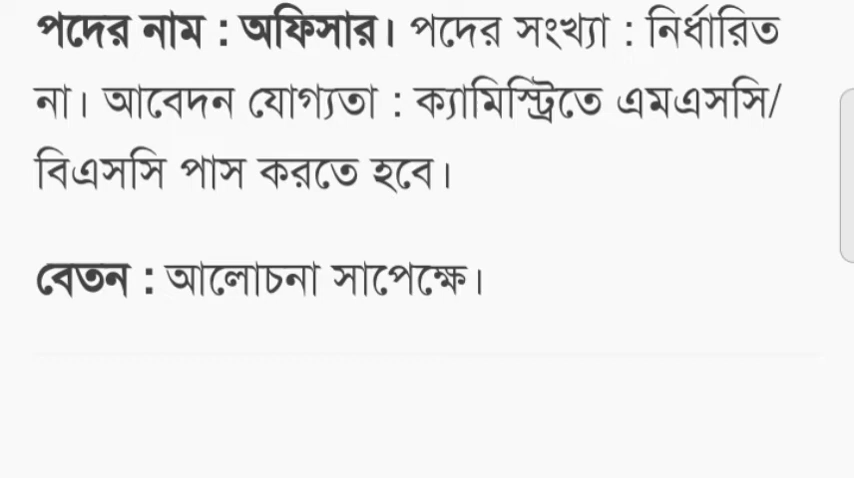 পদের নাম : অফিসার। পদের সংখ্যা : নির্ধারিত
না। আবেদন যোগ্যতা : ক্যামিস্ট্রিতে এমএসসি/
বিএসসি পাস করতে হবে।
বেতন : আলোচনা সাপেক্ষে।